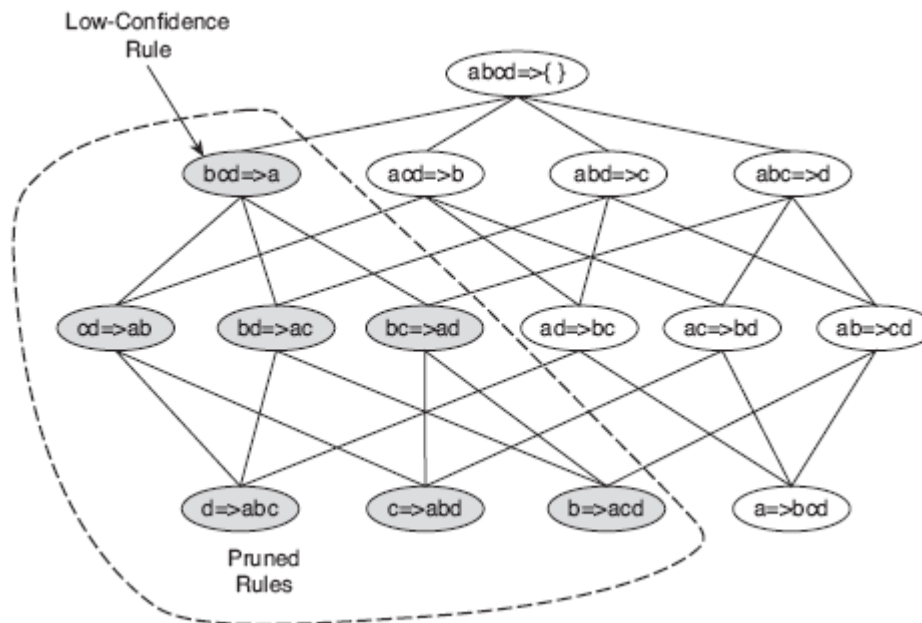 Low-Confidence
Rule
abcd=>{ }
bcd=>a
acd=>b
abd=>c
abc=>d
cd=>ab
bd=>ac
bc=>ad
ad=>bc
ac=>bd
ab=>cd
d=>abc
c=>abd
b=>acd
a=>bcd
Pruned
Rules